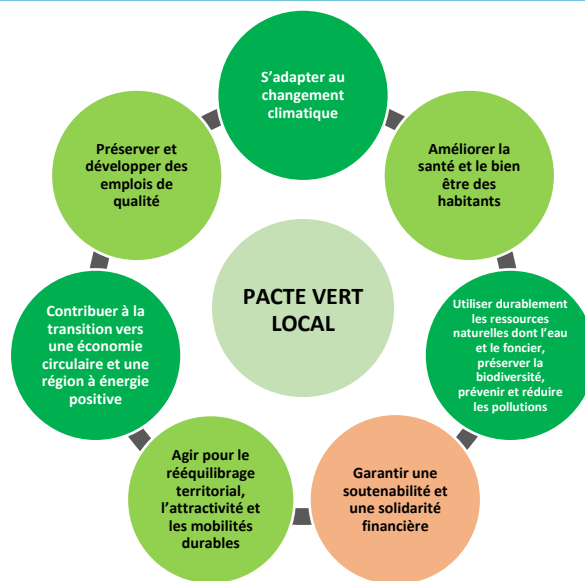 S'adapter au
changement
climatique
Améliorer la
santé et le bien
être des
habitants
Utiliser durablement
les ressources
naturelles dont l'eau
et le foncier,
préserver la
biodiversité,
prévenir et réduire
les pollutions
Garantir une
soutenabilité et
une solidarité
financière
Agir pour le
rééquilibrage
territorial,
l'attractivité et
les mobilités
durables
Contribuer à la
transition vers
une économie
circulaire et une
région à énergie
positive
Préserver et
développer des
emplois de
qualité
PACTE VERT
LOCAL